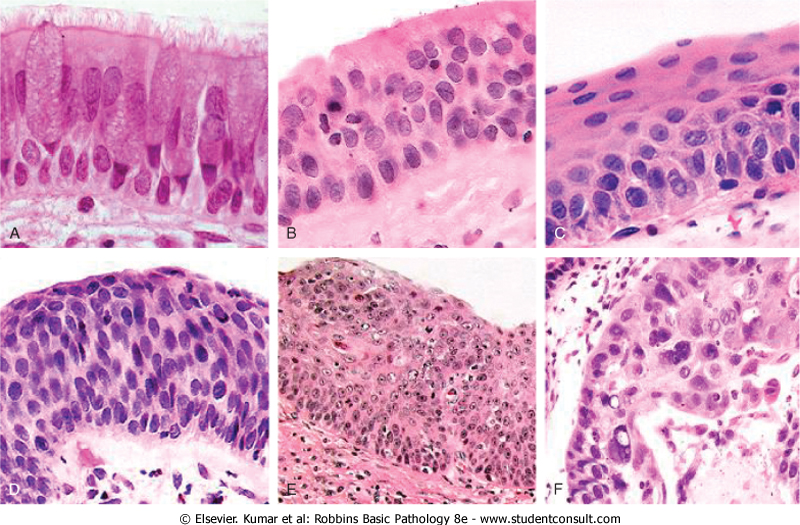 A
B
C
D
E
F
© Elsevier. Kumar et al: Robbins Basic Pathology 8e - www.studentconsult.com